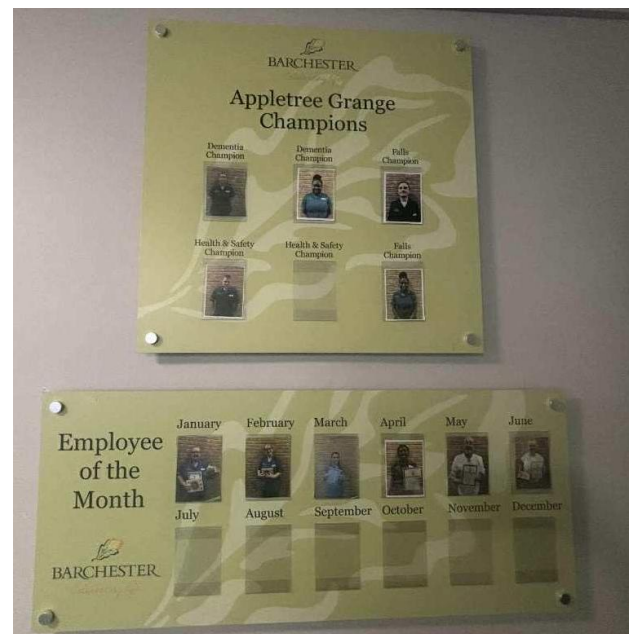 BARCHESTER
Appletree Grange
Champions
Dementia
Champion
Dementia
Champion
Falls
Champion
Health & Safety
Champion
Health & Safety
Champion
Falls
Champion
Employee
of the
Month
BARCHESTER
January February March April May June
July August September October November December